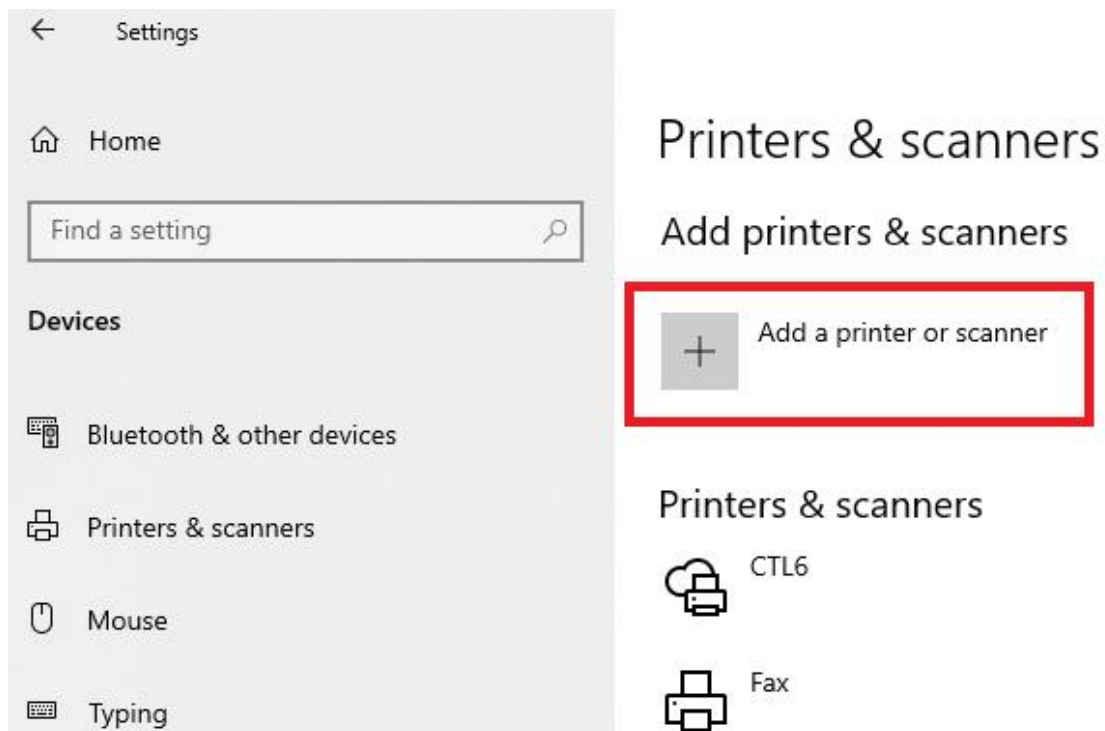 Settings
Home
Find a setting
Devices
Bluetooth & other devices
Printers & scanners
Mouse
Typing
Printers & scanners
Add printers & scanners
Add a printer or scanner
Printers & scanners
CTL6
Fax